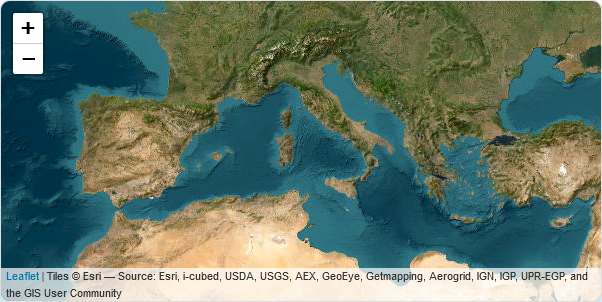 +
−
Leaflet | Tiles © Esri — Source: Esri, i-cubed, USDA, USGS, AEX, GeoEye, Getmapping, Aerogrid, IGN, IGP, UPR-EGP, and
the GIS User Community